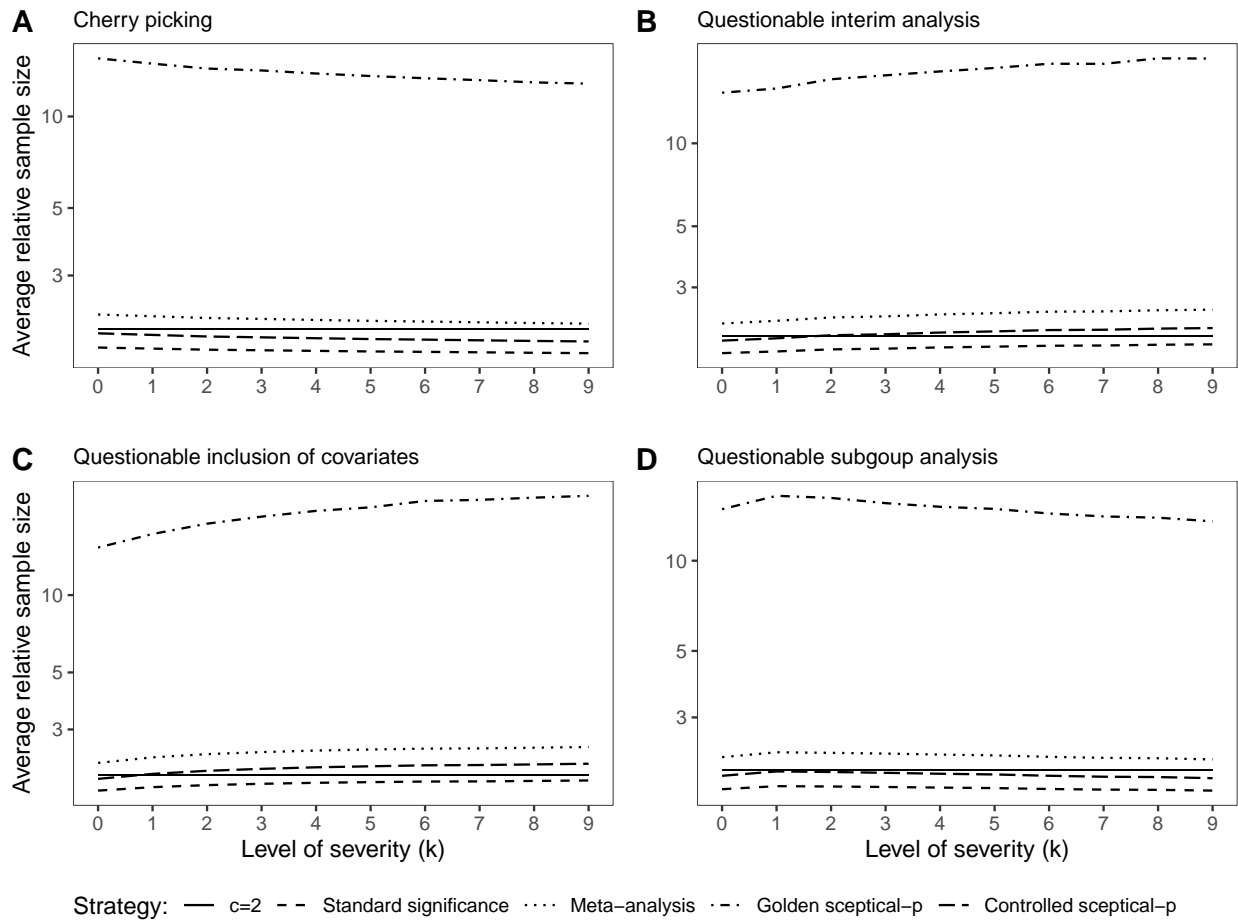 A Cherry picking
B Questionable interim analysis
Average relative sample size
10
5
3
0 1 2 3 4 5 6 7 8 9
10
5
3
0 1 2 3 4 5 6 7 8 9
C Questionable inclusion of covariates
D Questionable subgoup analysis
Average relative sample size
10
5
3
0 1 2 3 4 5 6 7 8 9
Level of severity (k)
10
5
3
0 1 2 3 4 5 6 7 8 9
Level of severity (k)
Strategy: c=2 Standard significance Meta−analysis Golden sceptical−p Controlled sceptical−p